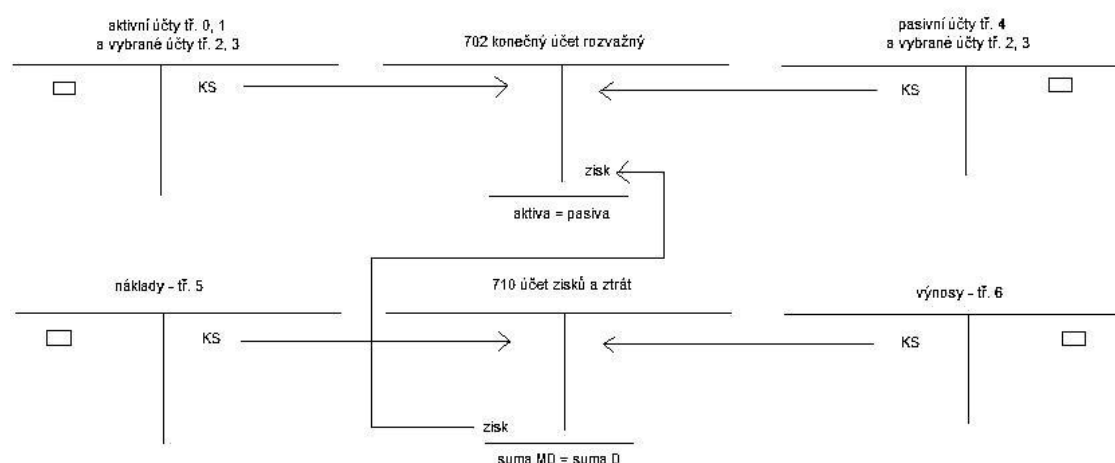 aktivní účty tř. 0, 1
a vybrané účty tř. 2, 3
702 konečný účet rozvažný
pasivní účty tř. 4
a vybrané účty tř. 2, 3
KS
KS
zisk
aktiva = pasiva
náklady - tř. 5
710 účet zisků a ztrát
výnosy - tř. 6
KS
KS
zisk
suma MD = suma D